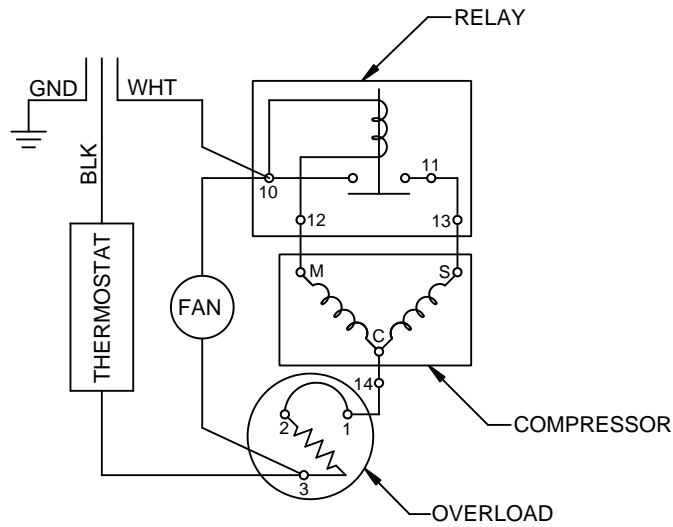 RELAY
GND
WHT
BLK
11
10
12
13
M
S
C
THERMOSTAT
FAN
14
2
1
3
COMPRESSOR
OVERLOAD